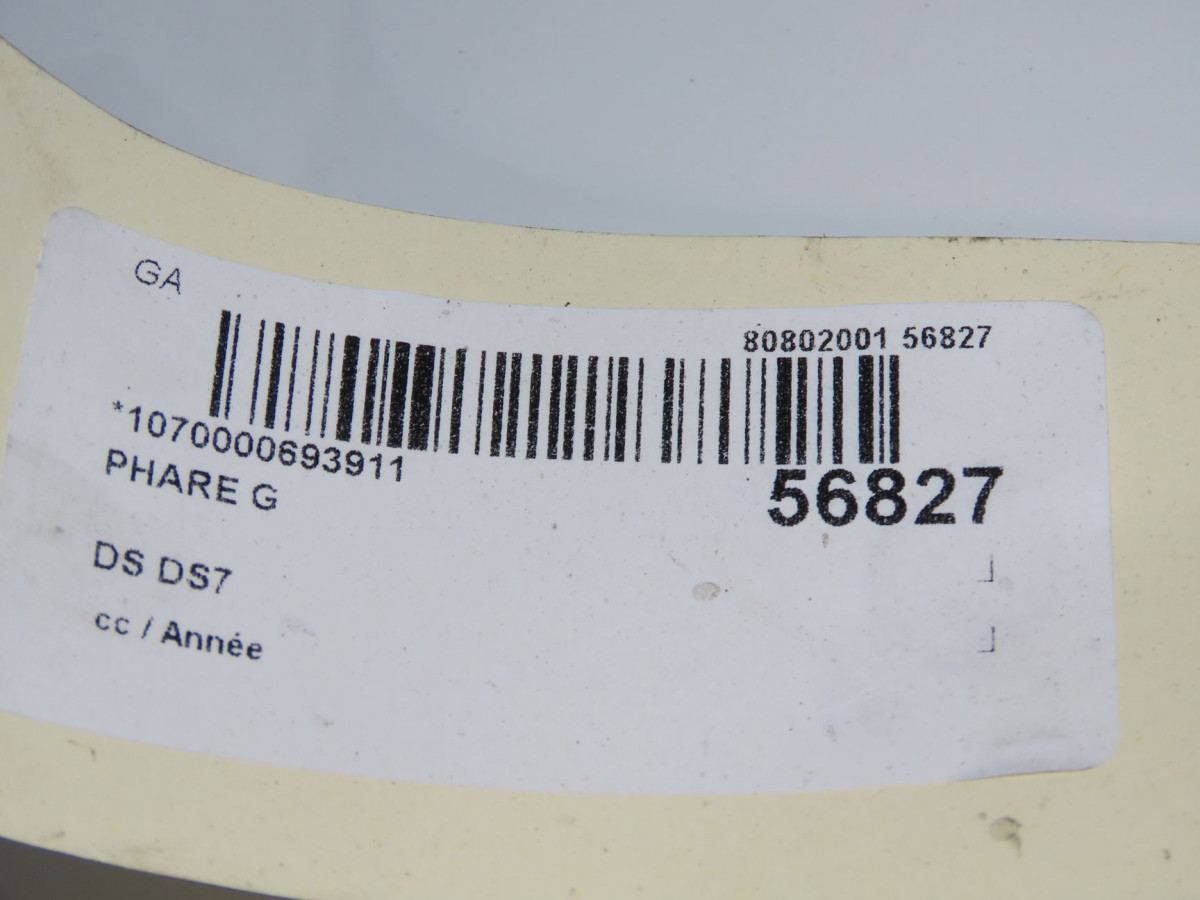 GA
80802001 56827
*1070000693911
56827
PHARE G
DS DS7
cc / Année